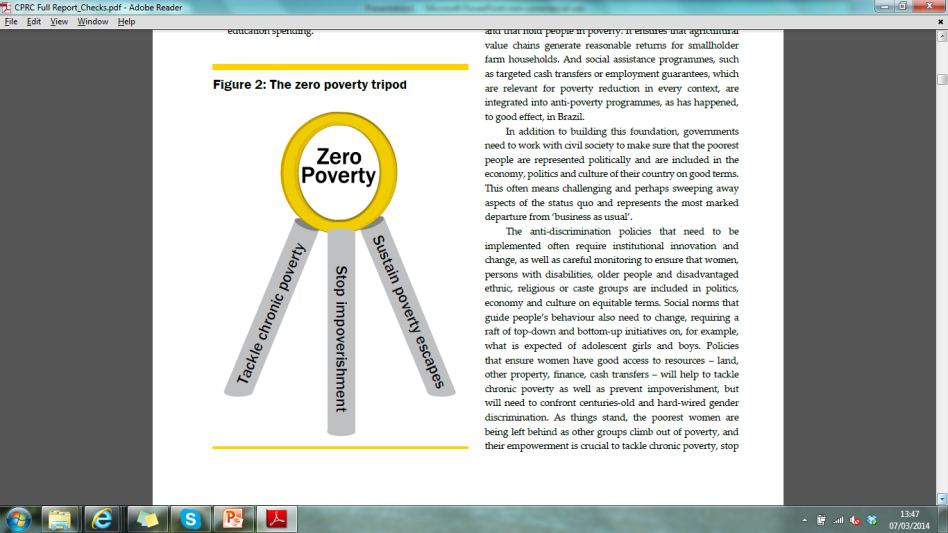 CPRC Full Report_Checks.pdf - Adobe Reader
File Edit View Window Help
education spending.
Figure 2: The zero poverty tripod
Zero
Poverty
Tackle chronic poverty
Stop impoverishment
Sustain poverty escapes
and that hold people in poverty. It ensures that agricultural
value chains generate reasonable returns for smallholder
farm households. And social assistance programmes, such
as targeted cash transfers or employment guarantees, which
are relevant for poverty reduction in every context, are
integrated into anti-poverty programmes, as has happened,
to good effect, in Brazil.
In addition to building this foundation, governments
need to work with civil society to make sure that the poorest
people are represented politically and are included in the
economy, politics and culture of their country on good terms.
This often means challenging and perhaps sweeping away
aspects of the status quo and represents the most marked
departure from ‘business as usual’.
The anti-discrimination policies that need to be
implemented often require institutional innovation and
change, as well as careful monitoring to ensure that women,
persons with disabilities, older people and disadvantaged
ethnic, religious or caste groups are included in politics,
economy and culture on equitable terms. Social norms that
guide people’s behaviour also need to change, requiring a
raft of top-down and bottom-up initiatives on, for example,
what is expected of adolescent girls and boys. Policies
that ensure women have good access to resources – land,
other property, finance, cash transfers – will help to tackle
chronic poverty as well as prevent impoverishment, but
will need to confront centuries-old and hard-wired gender
discrimination. As things stand, the poorest women are
being left behind as other groups climb out of poverty, and
their empowerment is crucial to tackle chronic poverty, stop
13:47
07/03/2014